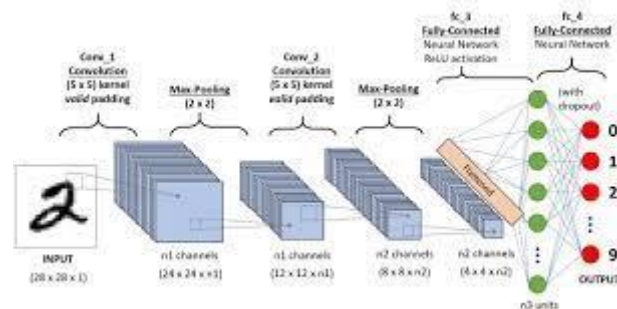 Conv_1
Convolution
(5 x 5) kernel
valid padding
Max-Pooling
(2 x 2)
Conv_2
Convolution
(5 x 5) kernel
valid padding
Max-Pooling
(2 x 2)
fc_3
Fully-Connected
Neural Network
ReLU activation
fc_4
Fully-Connected
Neural Network
(with
dropout)
2
INPUT
(28 x 28 x 1)
n1 channels
(24 x 24 x n1)
n1 channels
(12 x 12 x n1)
n2 channels
(8 x 8 x n2)
n2 channels
(4 x 4 x n2)
Flattened
n3 units
0
1
2
9
OUTPUT